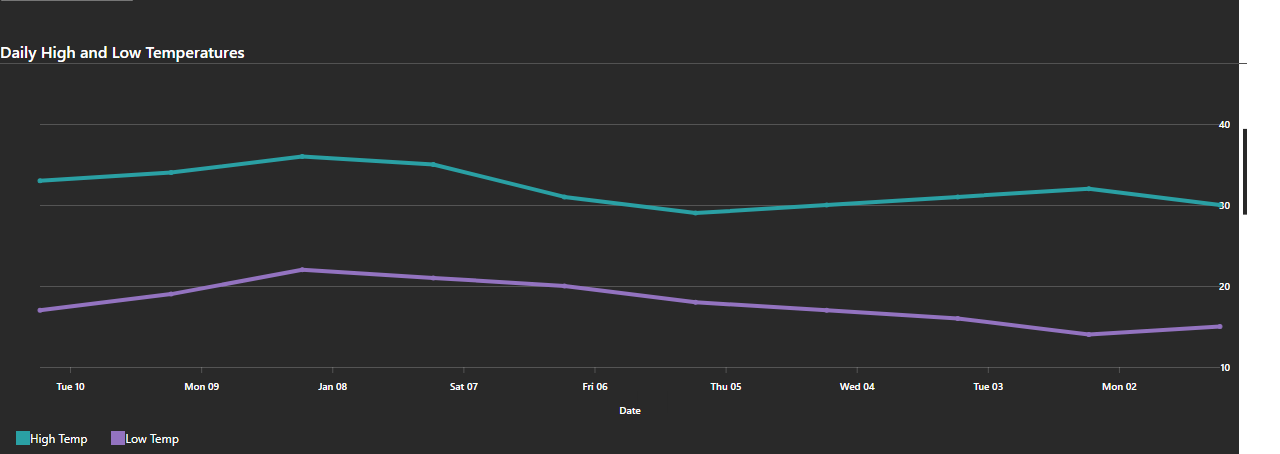 Daily High and Low Temperatures
40
30
20
10
Tue 10 Mon 09 Jan 08 Sat 07 Fri 06 Thu 05 Wed 04 Tue 03 Mon 02
Date
High Temp Low Temp